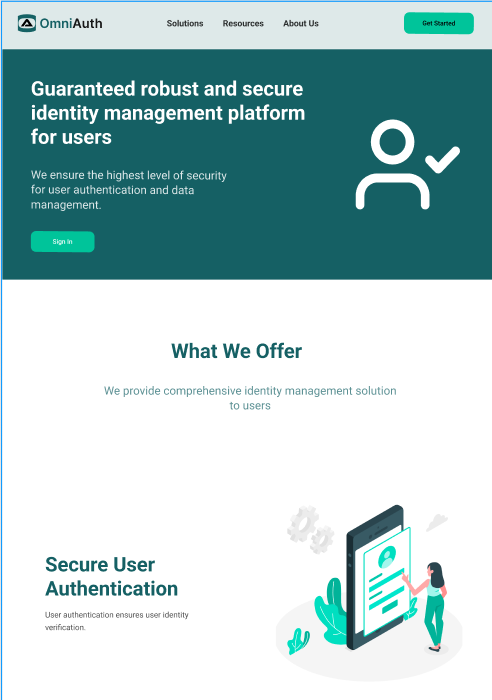 OmniAuth
Solutions
Resources
About Us
Get Started
Guaranteed robust and secure
identity management platform
for users
We ensure the highest level of security
for user authentication and data
management.
Sign In
What We Offer
We provide comprehensive identity management solution
to users
Secure User
Authentication
User authentication ensures user identity
verification.